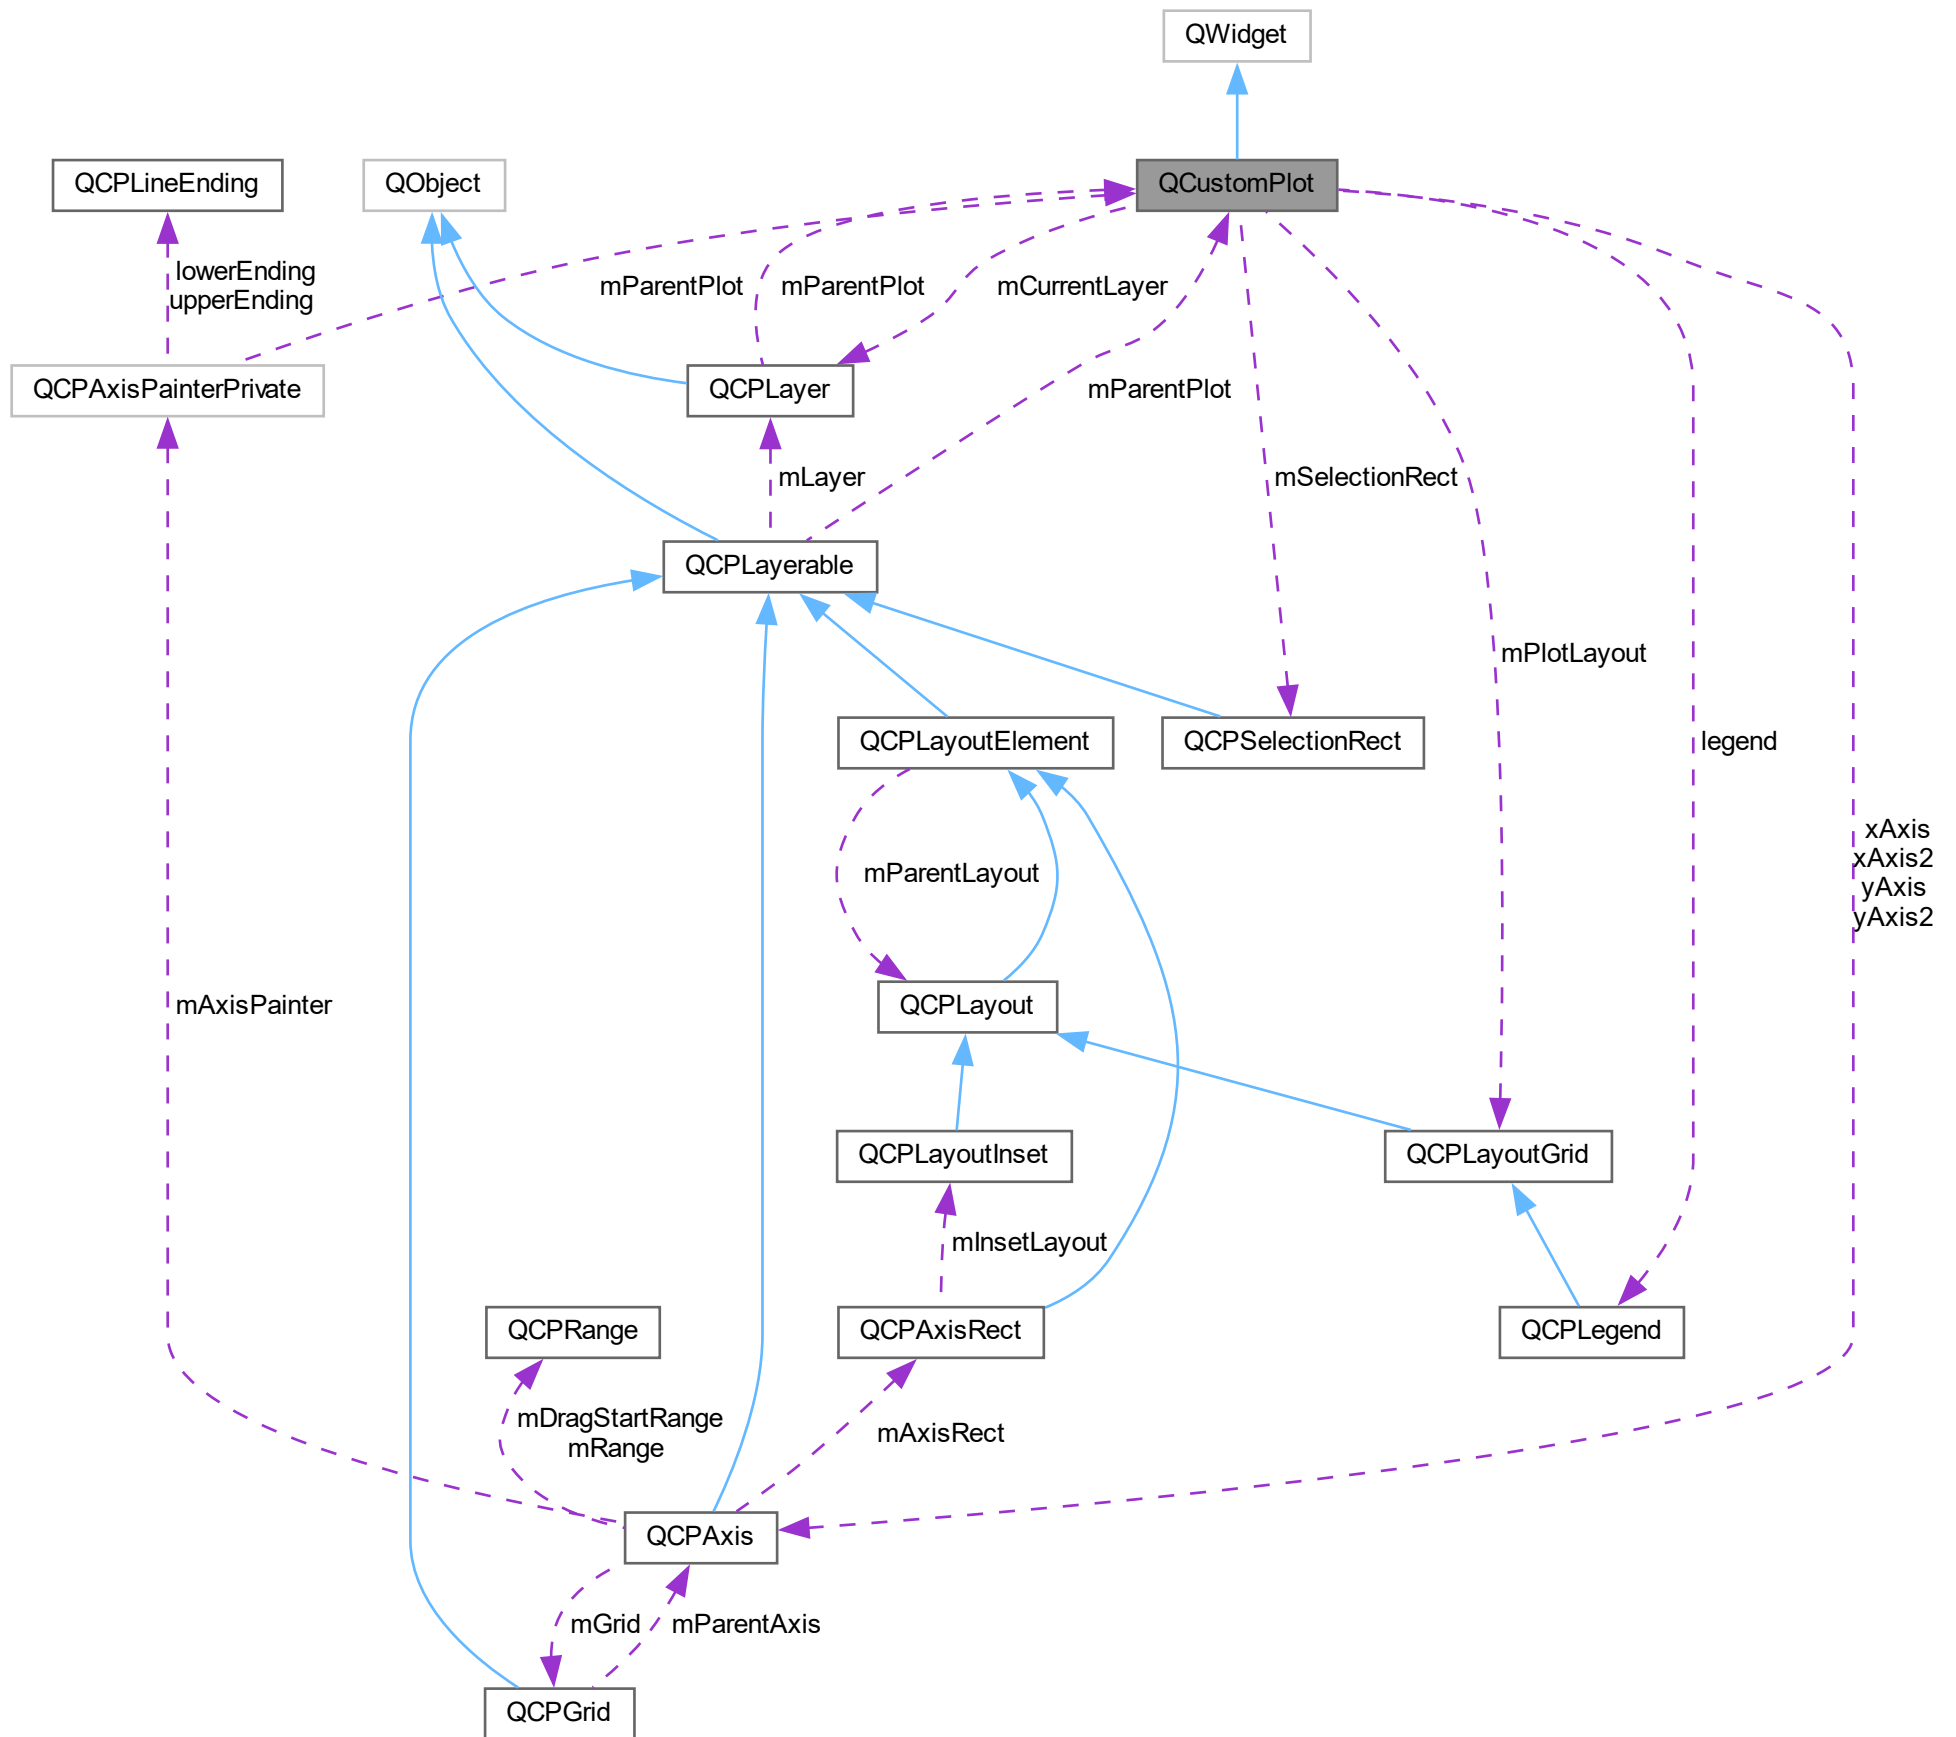 QWidget
QCPLineEnding
QObject
QCustomPlot
lowerEnding
upperEnding
mParentPlot
mParentPlot
mCurrentLayer
QCPAxisPainterPrivate
QCPLayer
mParentPlot
mLayer
mSelectionRect
QCPLayerable
mPlotLayout
QCPLayoutElement
QCPSelectionRect
legend
xAxis
xAxis2
yAxis
yAxis2
mParentLayout
mAxisPainter
QCPLayout
QCPLayoutInset
QCPLayoutGrid
mInsetLayout
QCPRange
QCPAxisRect
QCPLegend
mDragStartRange
mRange
mAxisRect
QCPAxis
mGrid
mParentAxis
QCPGrid